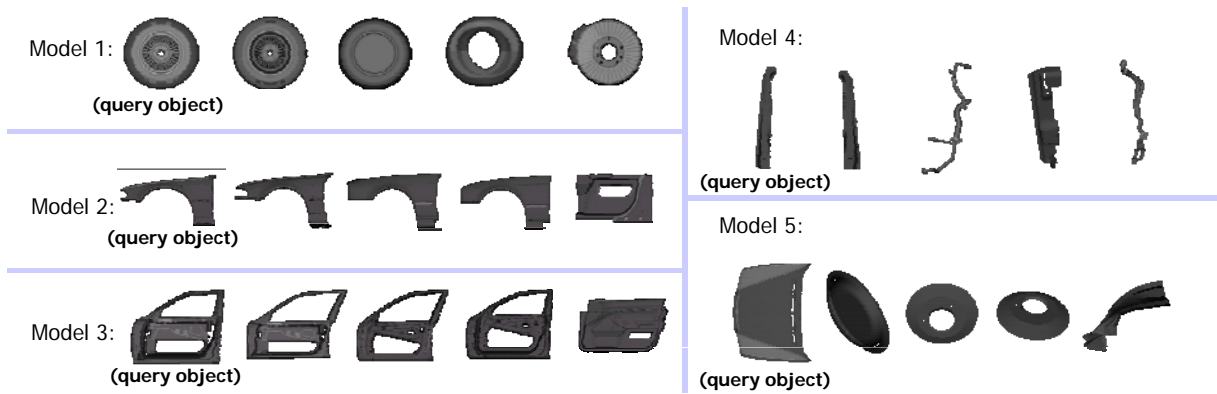 Model 1:
(query object)
Model 2:
(query object)
Model 3:
(query object)
Model 4:
(query object)
Model 5:
(query object)